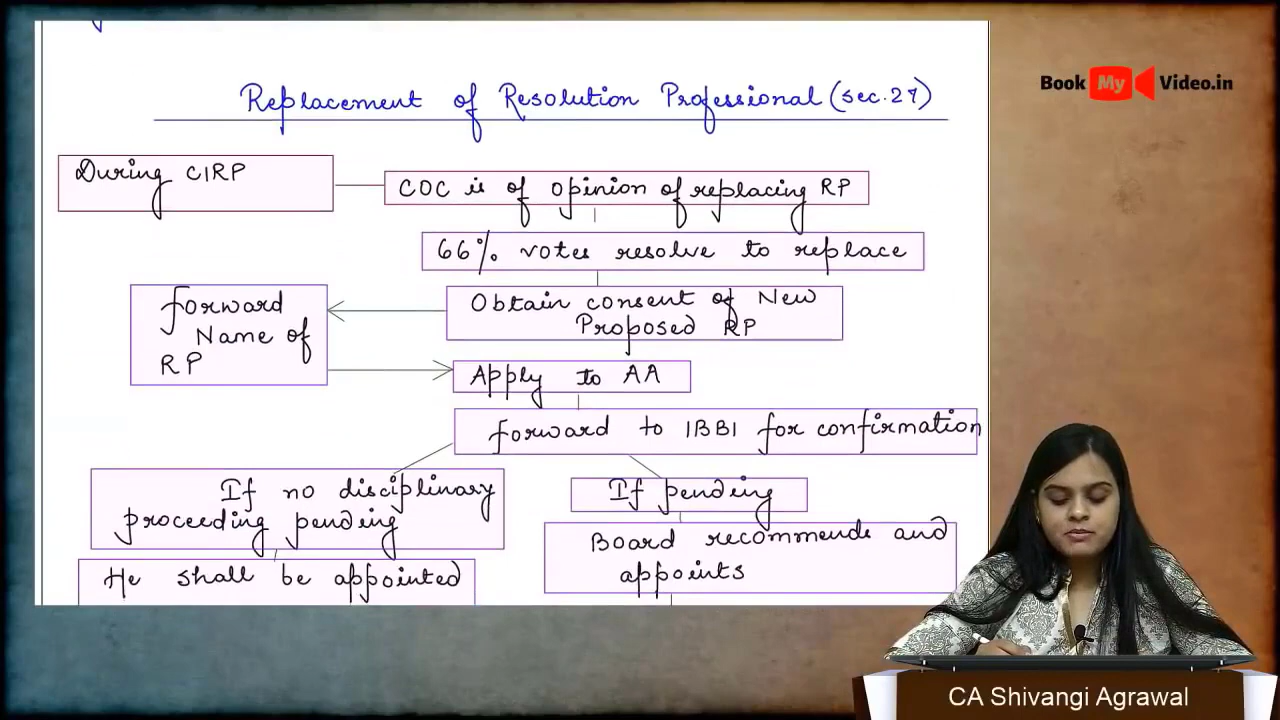 Replacement of Resolution Professional (sec.27)
Book My Video.in
During CIRP
COC is of opinion of replacing RP
66% votes resolve to replace
Obtain consent of New
Proposed RP
forward
Name of
RP
Apply to AA
forward to IBBI for confirmation
If no disciplinary
proceeding pending
He shall be appointed
If pending
Board recommends and
appoints
CA Shivangi Agrawal